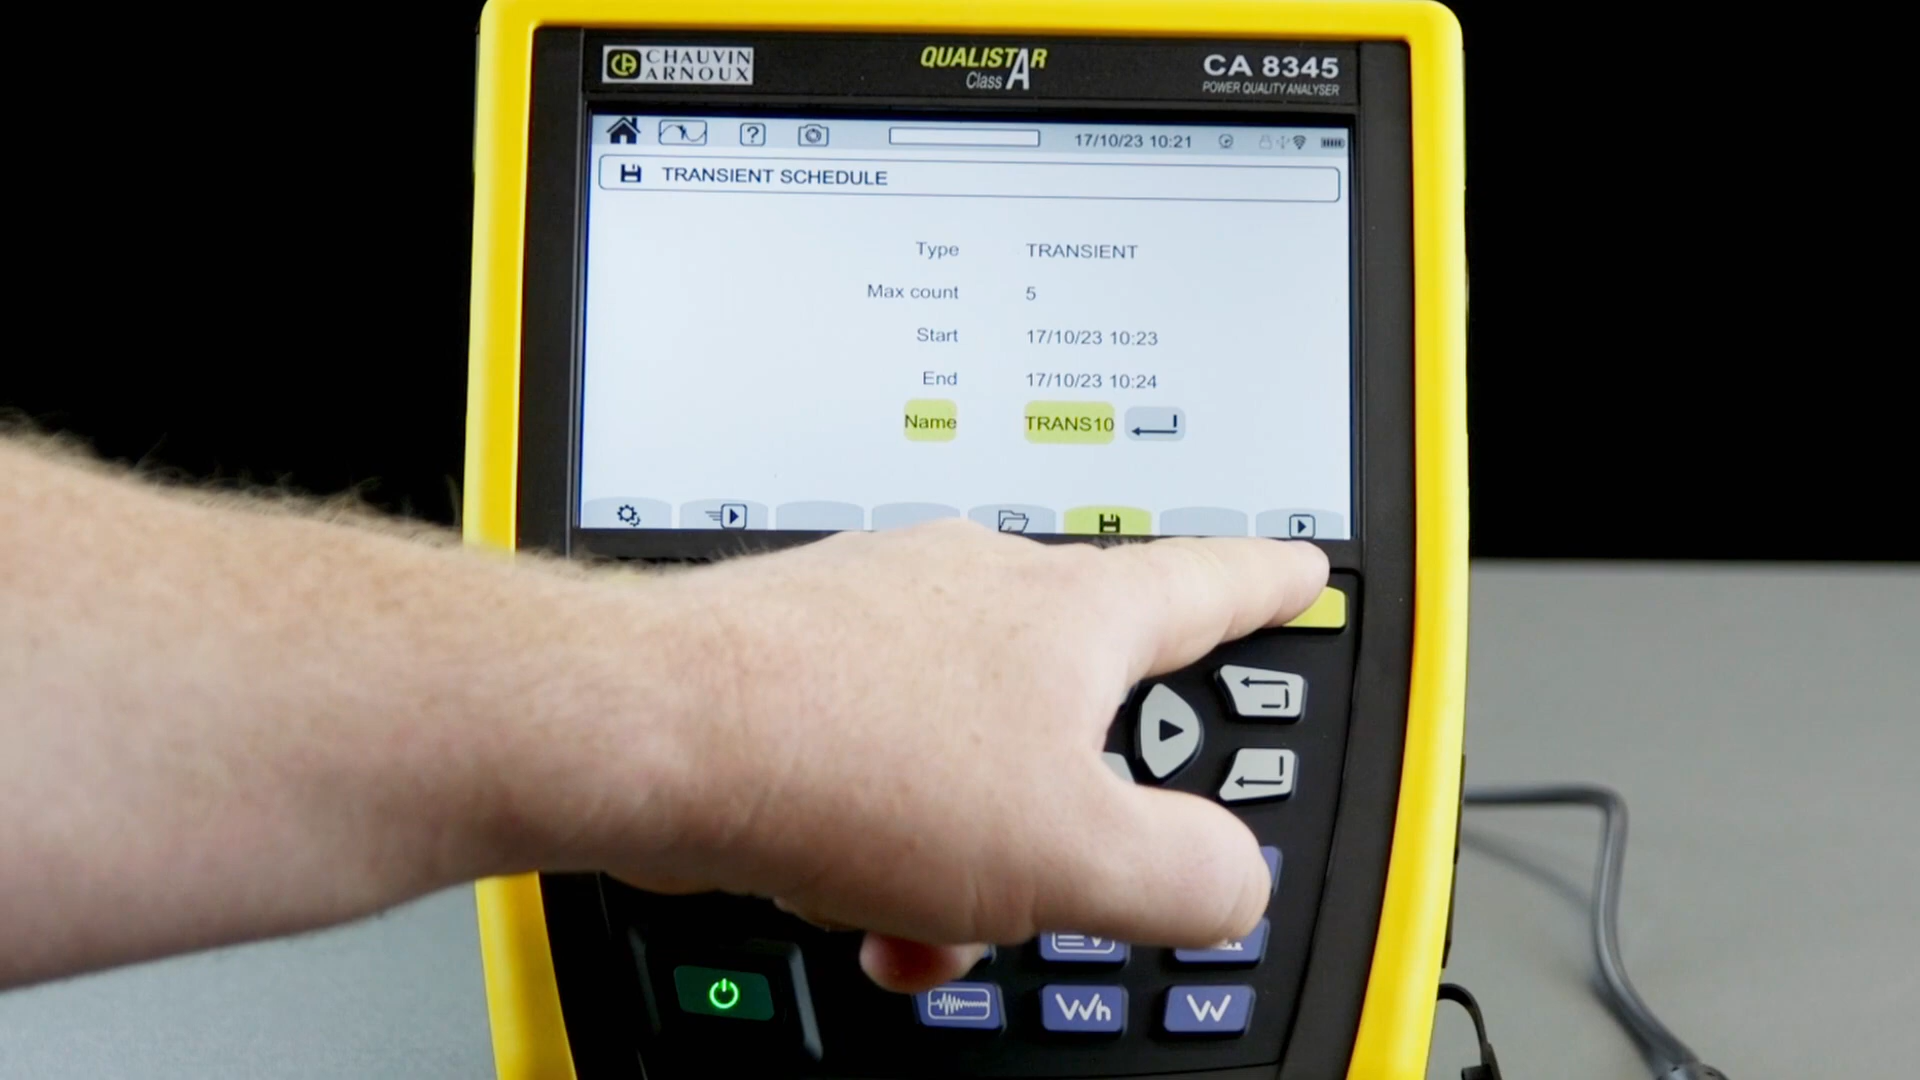 CHAUVIN
ARNOUX
QUALISTAR
Class A
CA 8345
POWER QUALITY ANALYSER
?
17/10/23 10:21
TRANSIENT SCHEDULE
Type TRANSIENT
Max count 5
Start 17/10/23 10:23
End 17/10/23 10:24
Name TRANS10
Wh
W